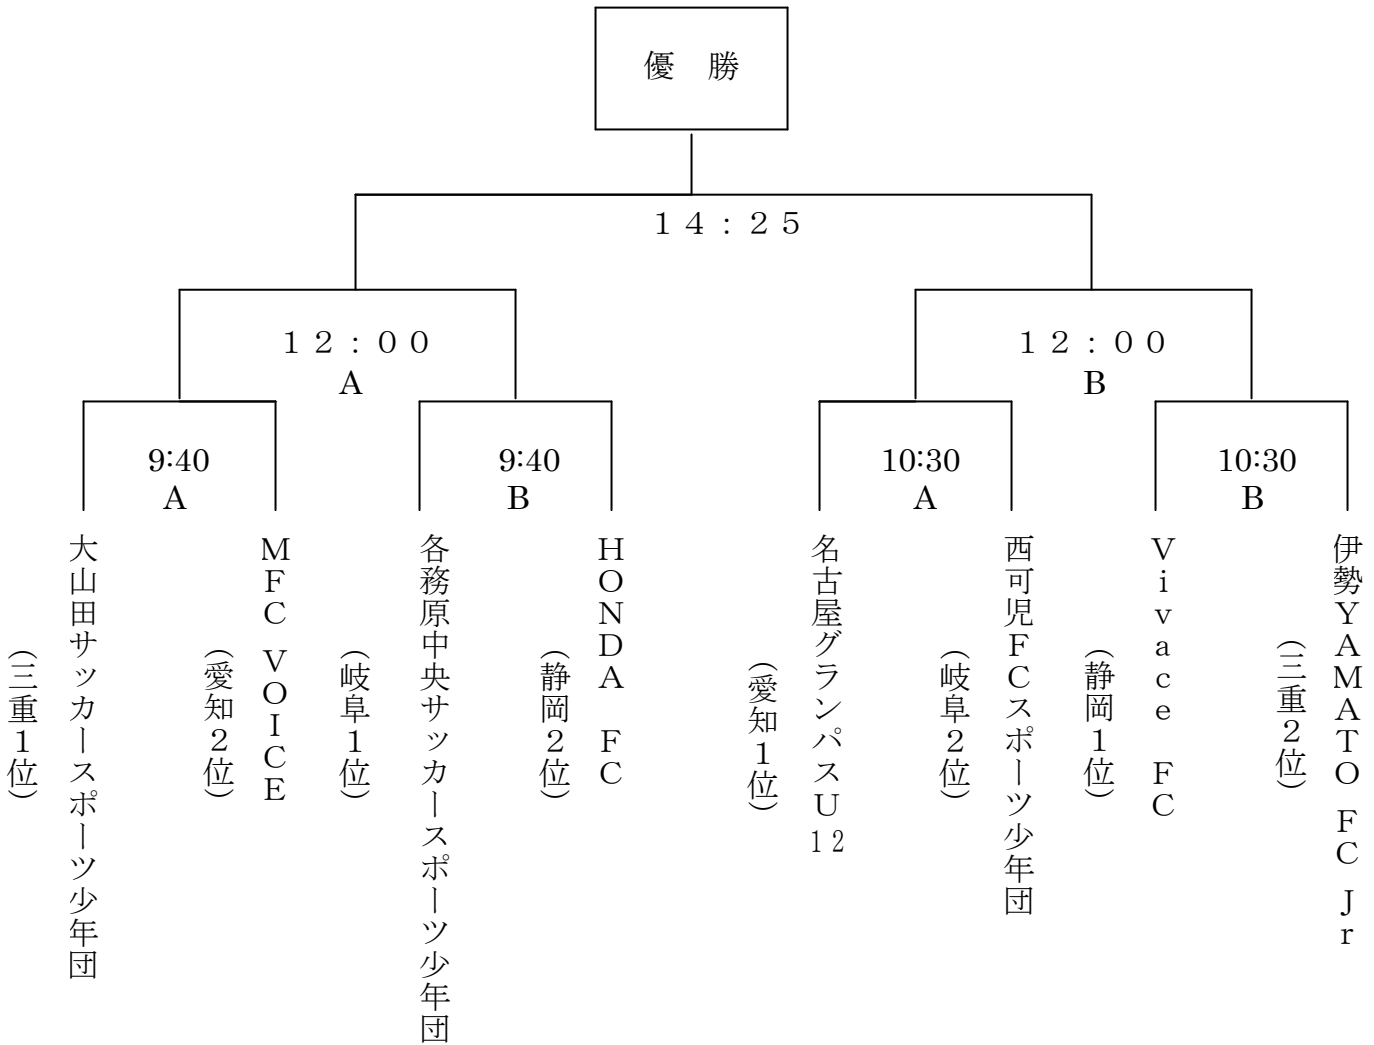 優　勝
１４：２５
１２：００
A
１２：００
B
9:40
A
9:40
B
10:30
A
10:30
B
大山田サッカースポーツ少年団
（三重１位）
ＭＦＣ ＶＯＩＣＥ
（愛知２位）
各務原中央サッカースポーツ少年団
（岐阜１位）
ＨＯＮＤＡ　ＦＣ
（静岡２位）
名古屋グランパスＵ12
（愛知１位）
西可児ＦＣスポーツ少年団
（岐阜２位）
Ｖｉｖａｃｅ　ＦＣ
（静岡１位）
伊勢ＹＡＭＡＴＯ ＦＣ Ｊｒ
（三重２位）